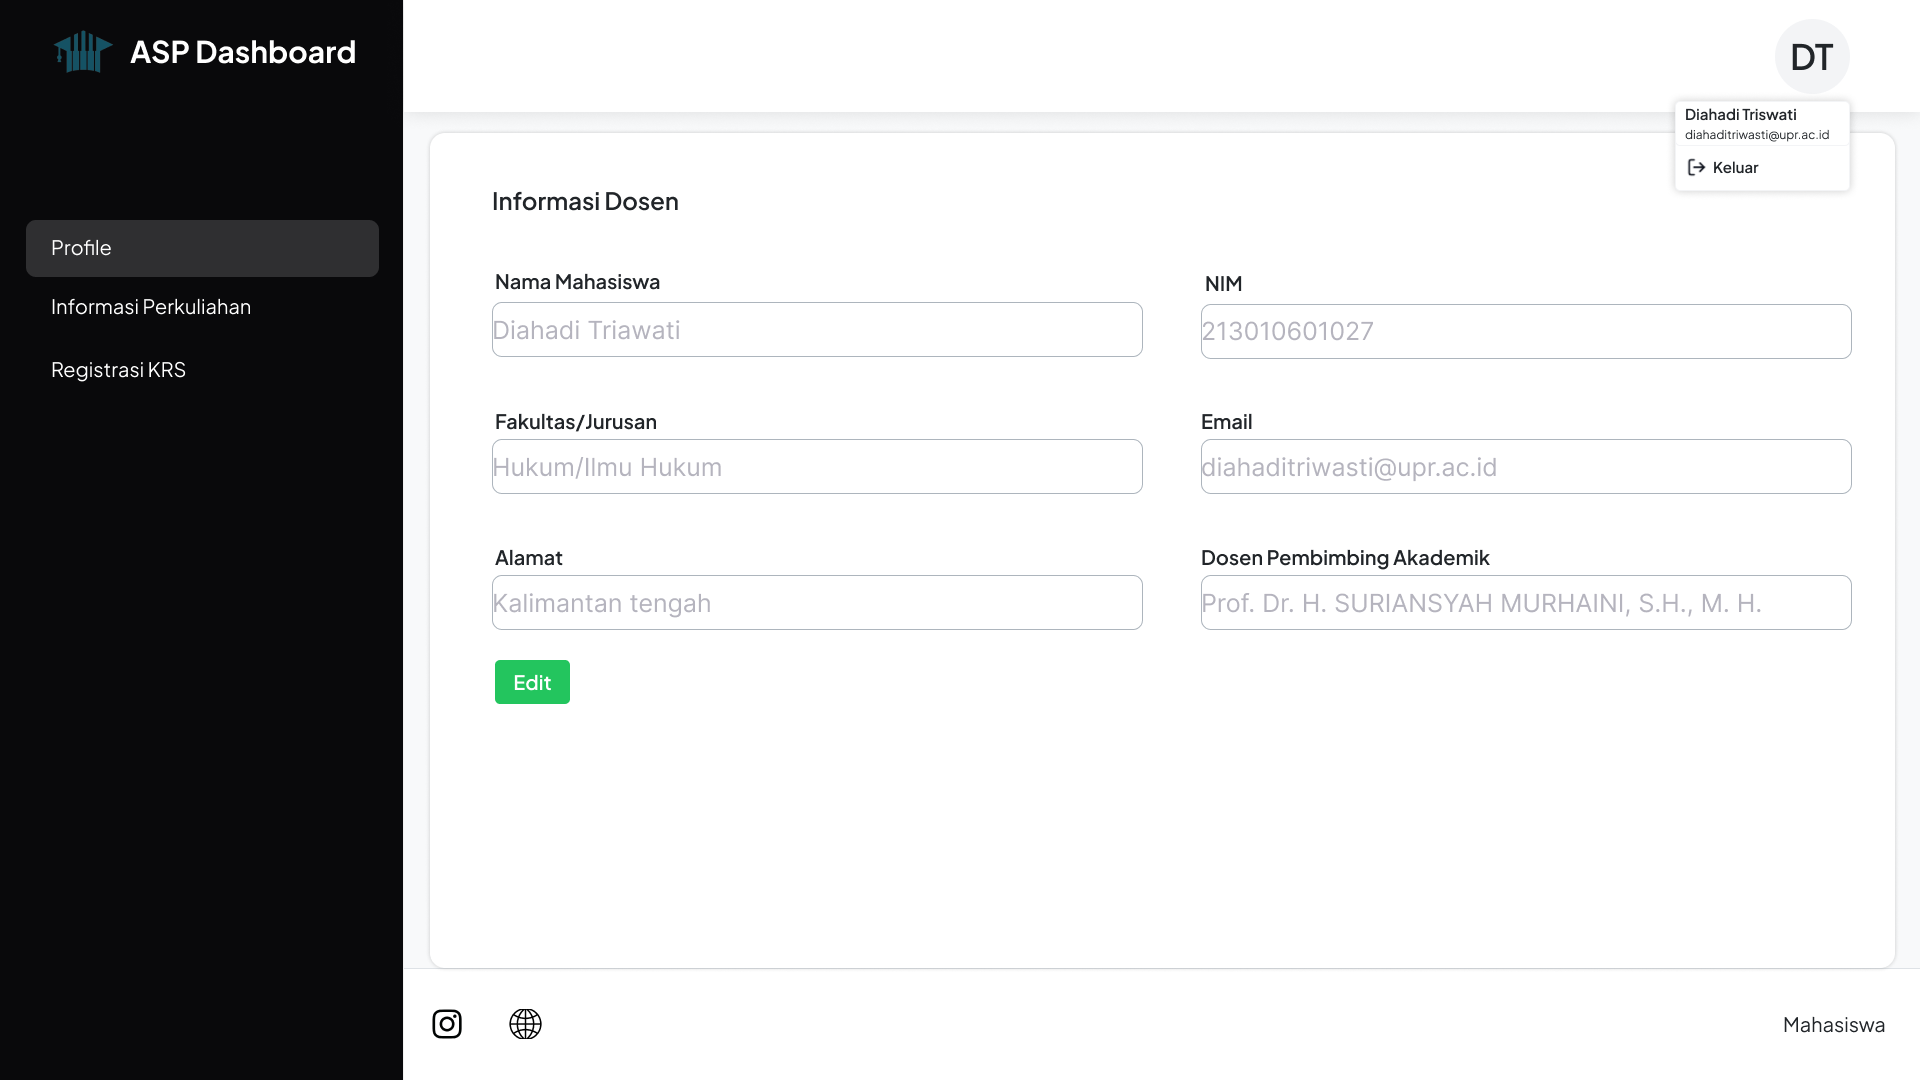 ASP Dashboard
DT
Diahadi Triswati
diahaditriwasti@upr.ac.id
Keluar
Profile
Informasi Perkuliahan
Registrasi KRS
Informasi Dosen
Nama Mahasiswa
Diahadi Triawati
NIM
213010601027
Fakultas/Jurusan
Hukum/Ilmu Hukum
Email
diahaditriwasti@upr.ac.id
Alamat
Kalimantan tengah
Dosen Pembimbing Akademik
Prof. Dr. H. SURIANSYAH MURHAINI, S.H., M. H.
Edit
Mahasiswa